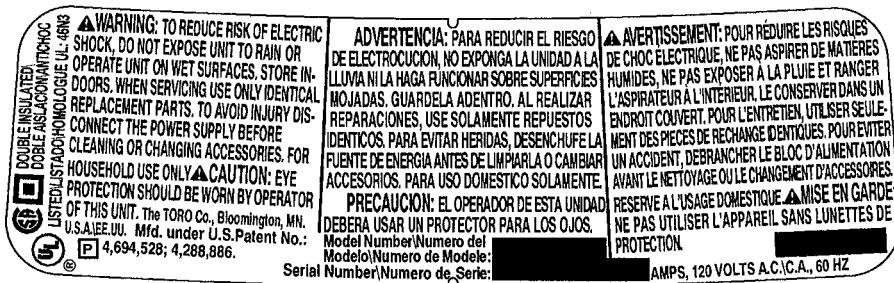 DOUBLE INSULATED\
DOBLE AISLACION\ANTICHOC
LISTED\LISTADO\HOMOLOGUE UL: 46N3
⚠WARNING: TO REDUCE RISK OF ELECTRIC
SHOCK, DO NOT EXPOSE UNIT TO RAIN OR
OPERATE UNIT ON WET SURFACES. STORE IN-
DOORS. WHEN SERVICING USE ONLY IDENTICAL
REPLACEMENT PARTS. TO AVOID INJURY DIS-
CONNECT THE POWER SUPPLY BEFORE
CLEANING OR CHANGING ACCESSORIES. FOR
HOUSEHOLD USE ONLY⚠CAUTION: EYE
PROTECTION SHOULD BE WORN BY OPERATOR
OF THIS UNIT. The TORO Co., Bloomington, MN.
U.S.A\EE.UU. Mfd. under U.S.Patent No.:
P 4,694,528; 4,288,886.
ADVERTENCIA: PARA REDUCIR EL RIESGO
DE ELECTROCUCION, NO EXPONGA LA UNIDAD A LA
LLUVIA NI LA HAGA FUNCIONAR SOBRE SUPERFICIES
MOJADAS. GUARDELA ADENTRO. AL REALIZAR
REPARACIONES, USE SOLAMENTE REPUESTOS
IDENTICOS. PARA EVITAR HERIDAS, DESENCHUFE LA
FUENTE DE ENERGIA ANTES DE LIMPIARLA O CAMBIAR
ACCESORIOS. PARA USO DOMESTICO SOLAMENTE.
PRECAUCION: EL OPERADOR DE ESTA UNIDAD
DEBERA USAR UN PROTECTOR PARA LOS OJOS.
Model Number\Numero del
Modelo\Numero de Modele:
Serial Number\Numero de Serie:
⚠AVERTISSEMENT: POUR RÉDUIRE LES RISQUES
DE CHOC ÉLECTRIQUE, NE PAS ASPIRER DE MATIÈRES
HUMIDES, NE PAS EXPOSER À LA PLUIE ET RANGER
L'ASPIRATEUR À L'INTÉRIEUR. LE CONSERVER DANS UN
ENDROIT COUVERT. POUR L'ENTRETIEN, UTILISER SEULE-
MENT DES PIECES DE RECHANGE IDENTIQUES. POUR EVITER
UN ACCIDENT, DEBRANCHER LE BLOC D'ALIMENTATION
AVANT LE NETTOYAGE OU LE CHANGEMENT D'ACCESSOIRES.
RESERVE A L'USAGE DOMESTIQUE.⚠MISE EN GARDE:
NE PAS UTILISER L'APPAREIL SANS LUNETTES DE
PROTECTION.
AMPS, 120 VOLTS A.C.\C.A., 60 HZ